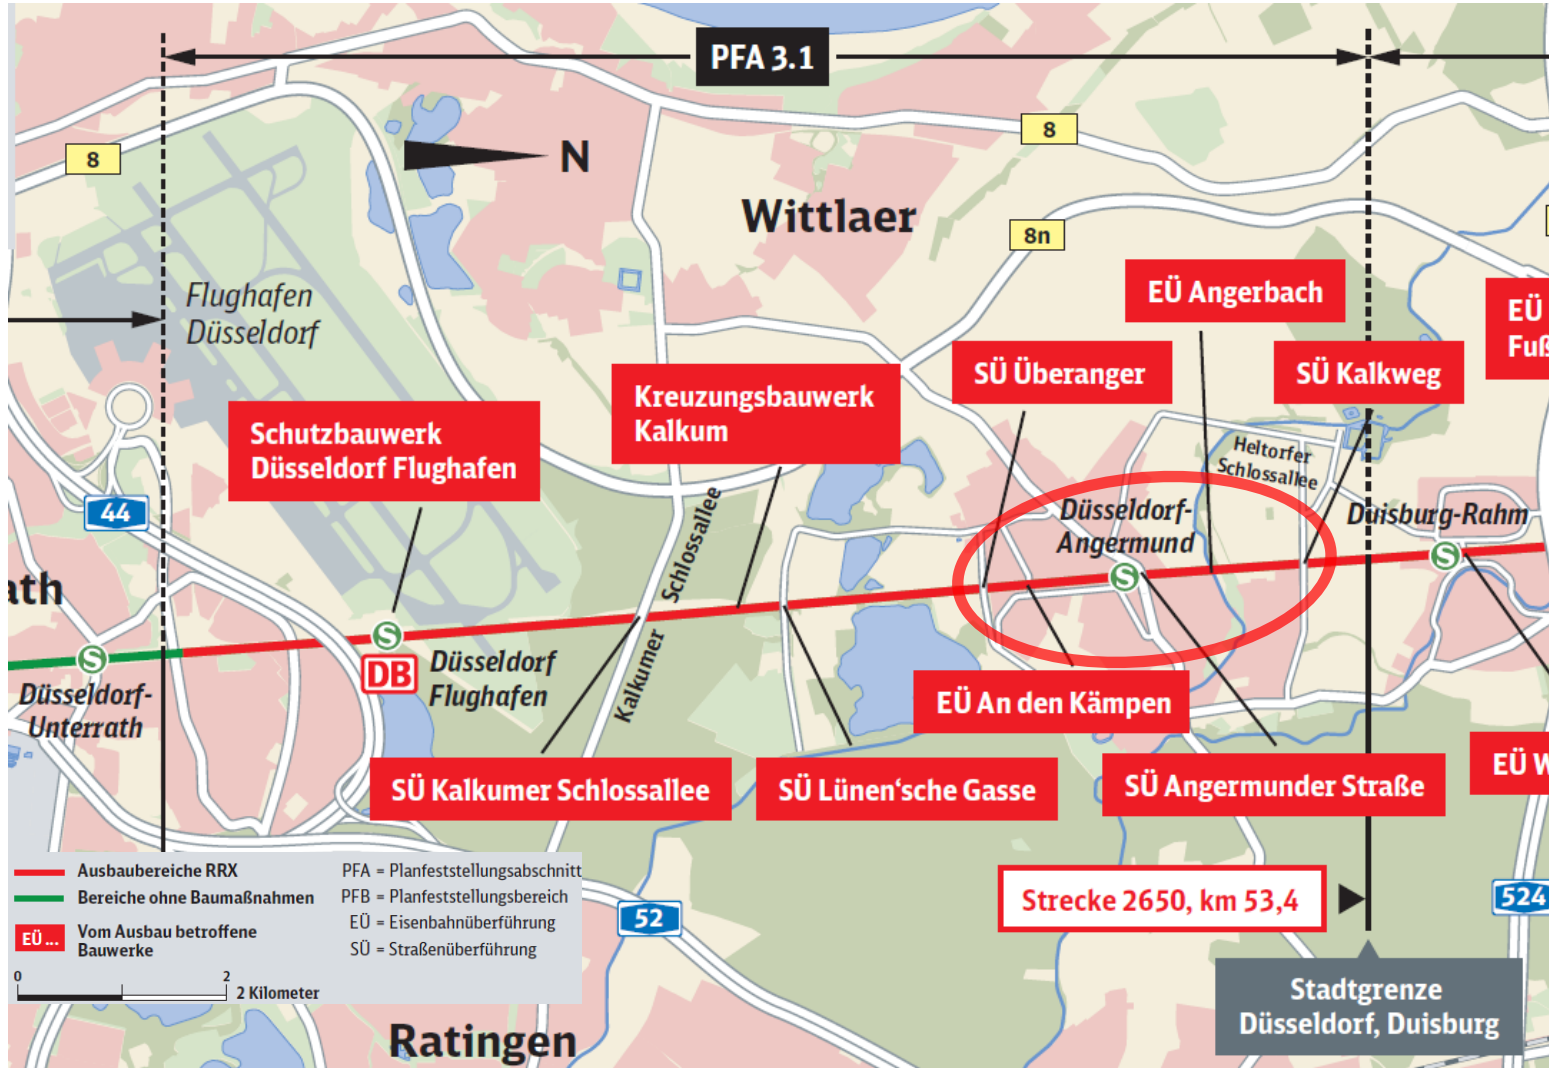 PFA 3.1
8
N
8
Wittlaer
8n
EÜ Angerbach
Flughafen
Düsseldorf
EÜ
Fuß
SÜ Überanger
SÜ Kalkweg
Kreuzungsbauwerk
Kalkum
Schutzbauwerk
Düsseldorf Flughafen
Heltorfer
Schlossallee
44
Düsseldorf-
Angermund
Duisburg-Rahm
Kalkumer Schlossallee
ath
S
S
S
S
DB
Düsseldorf
Flughafen
Düsseldorf-
Unterrath
EÜ An den Kämpen
SÜ Kalkumer Schlossallee
SÜ Lünen‘sche Gasse
SÜ Angermunder Straße
EÜ W
Ausbaubereiche RRX
Bereiche ohne Baumaßnahmen
EÜ ...
Vom Ausbau betroffene
Bauwerke
PFA = Planfeststellungsabschnitt
PFB = Planfeststellungsbereich
EÜ = Eisenbahnüberführung
SÜ = Straßenüberführung
0
2
2 Kilometer
52
Strecke 2650, km 53,4
524
Stadtgrenze
Düsseldorf, Duisburg
Ratingen